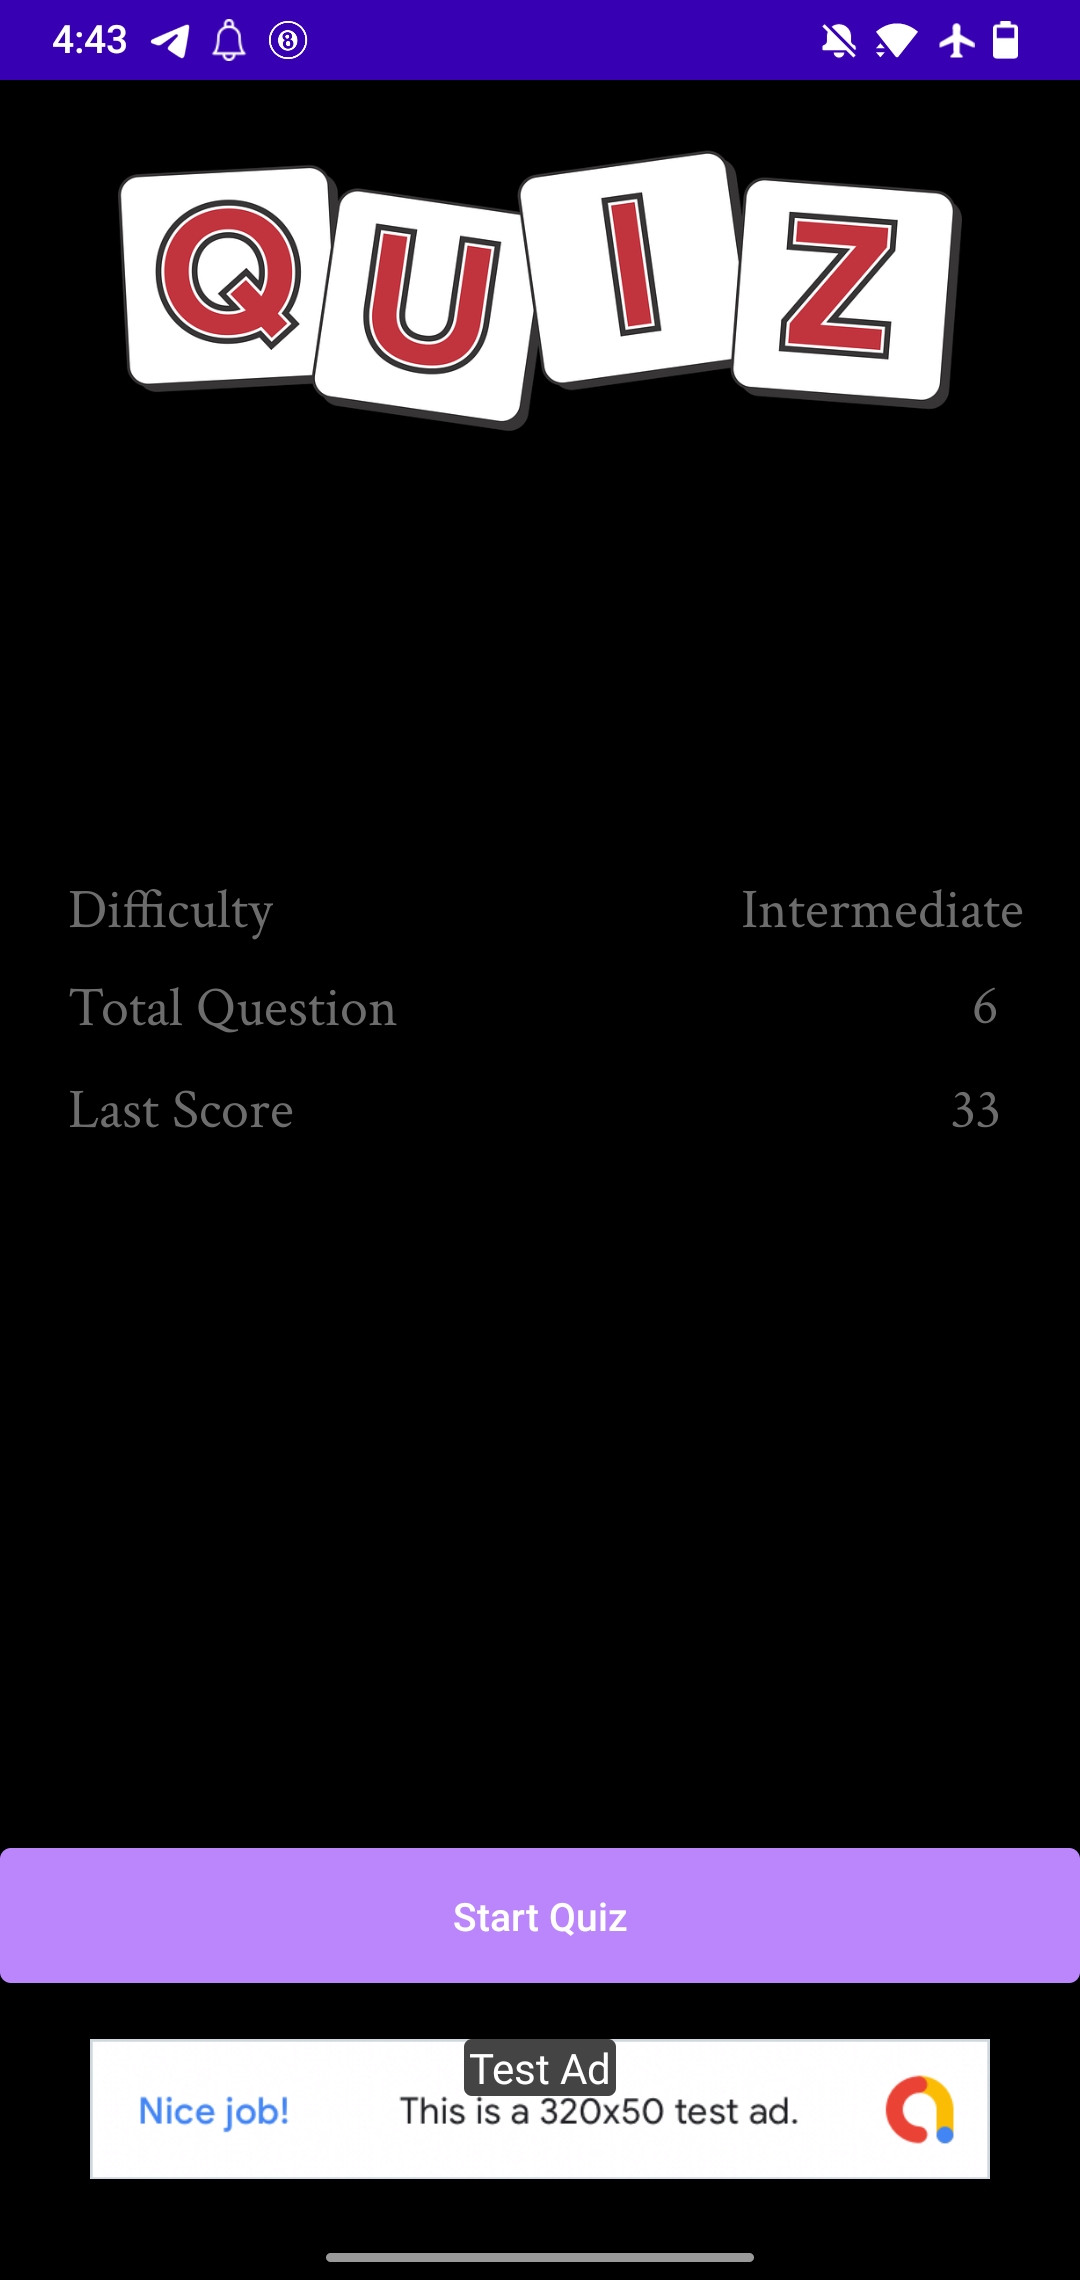 4:43
QUIZ
Difficulty Intermediate
Total Question 6
Last Score 33
Start Quiz
Test Ad
Nice job! This is a 320x50 test ad.